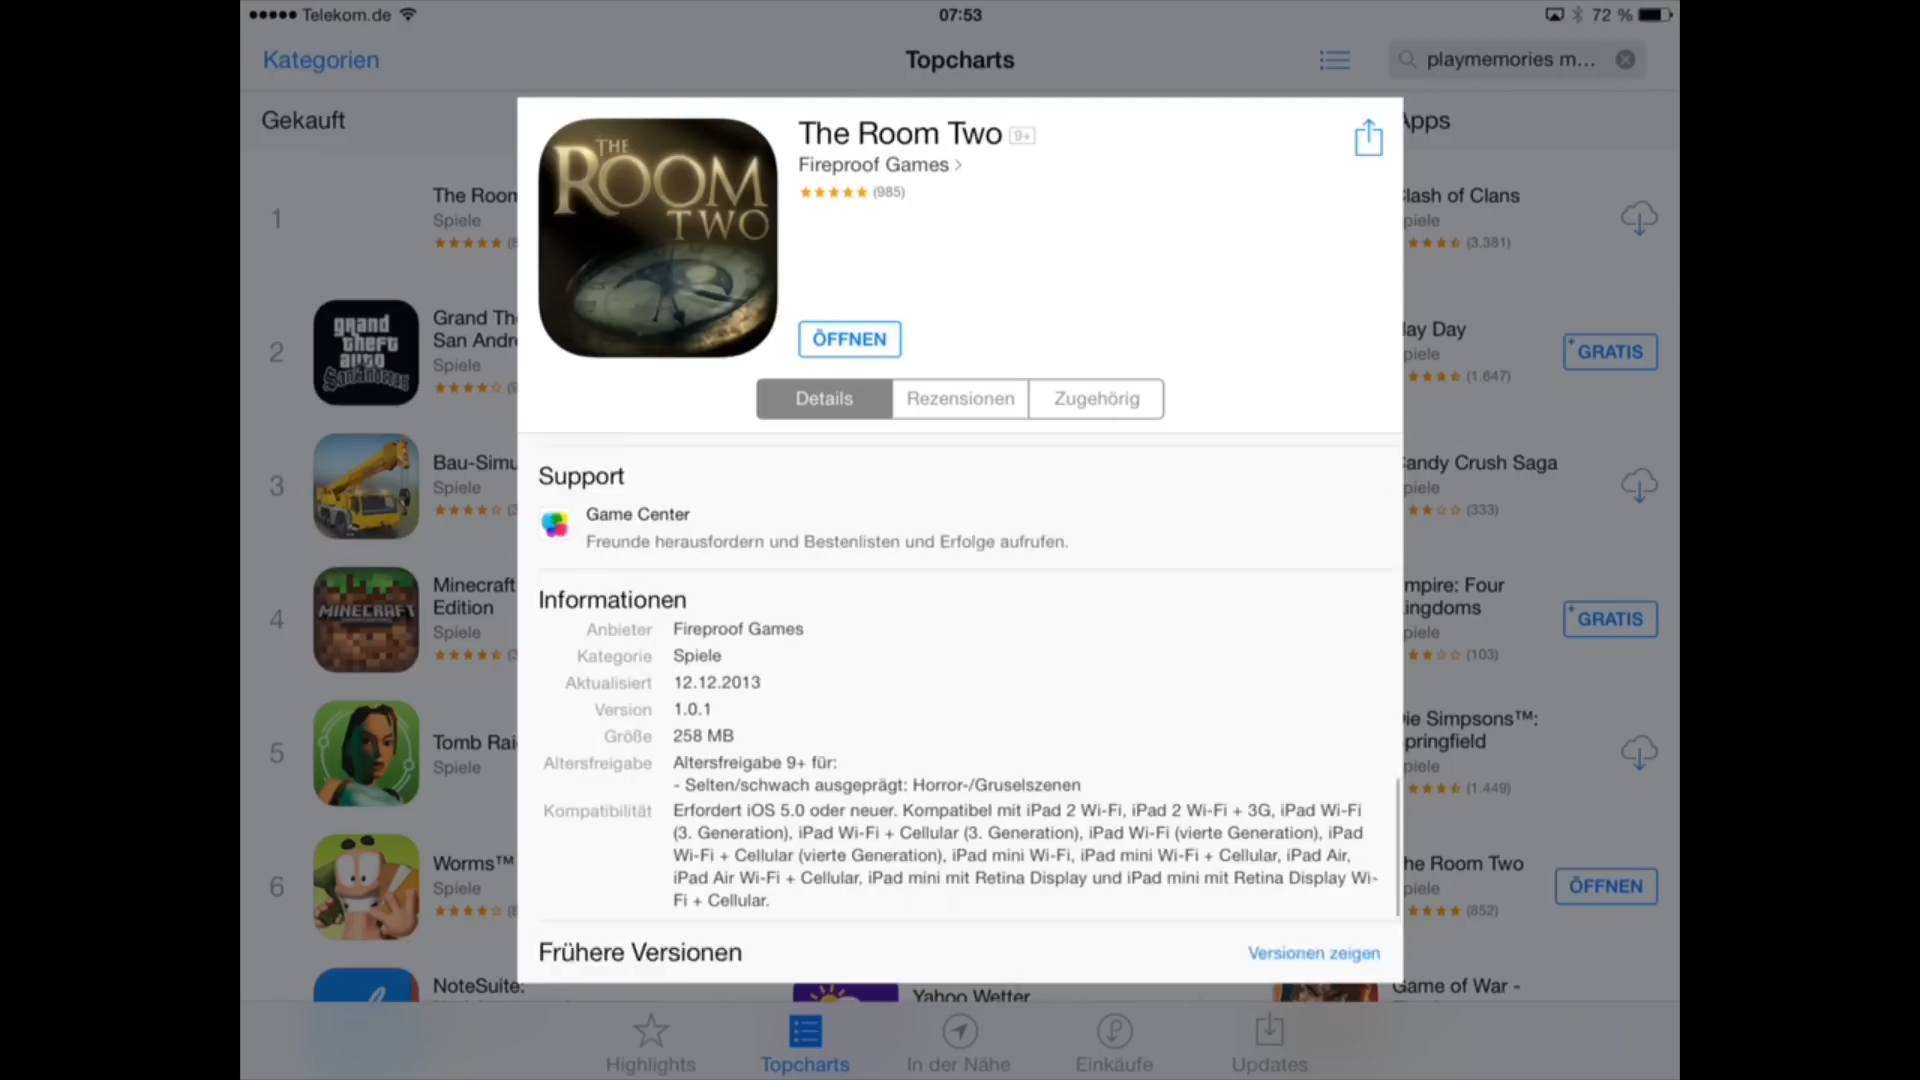 Telekom.de
07:53
72 %
Kategorien
Topcharts
playmemories m...
Gekauft
Apps
1
The Room
Spiele
2
grand
theft
auto
San Andreas
Grand Th
San Andr
Spiele
3
Bau-Simu
Spiele
4
MINECRAFT
Minecraft
Edition
Spiele
5
Tomb Rai
Spiele
6
Worms™
Spiele
NoteSuite:
THE
ROOM
TWO
The Room Two 9+
Fireproof Games
(985)
ÖFFNEN
Details
Rezensionen
Zugehörig
Support
Game Center
Freunde herausfordern und Bestenlisten und Erfolge aufrufen.
Informationen
Anbieter Fireproof Games
Kategorie Spiele
Aktualisiert 12.12.2013
Version 1.0.1
Größe 258 MB
Altersfreigabe Altersfreigabe 9+ für:
- Selten/schwach ausgeprägt: Horror-/Gruselszenen
Kompatibilität Erfordert iOS 5.0 oder neuer. Kompatibel mit iPad 2 Wi-Fi, iPad 2 Wi-Fi + 3G, iPad Wi-Fi
(3. Generation), iPad Wi-Fi + Cellular (3. Generation), iPad Wi-Fi (vierte Generation), iPad
Wi-Fi + Cellular (vierte Generation), iPad mini Wi-Fi, iPad mini Wi-Fi + Cellular, iPad Air,
iPad Air Wi-Fi + Cellular, iPad mini mit Retina Display und iPad mini mit Retina Display Wi-
Fi + Cellular.
Frühere Versionen
Versionen zeigen
Yahoo Wetter
lash of Clans
piele
(3.381)
lay Day
piele
(1.647)
GRATIS
andy Crush Saga
piele
(333)
mpire: Four
ingdoms
piele
(103)
GRATIS
ie Simpsons™:
pringfield
piele
(1.449)
he Room Two
piele
(852)
ÖFFNEN
Game of War -
Highlights
Topcharts
In der Nähe
Einkäufe
Updates